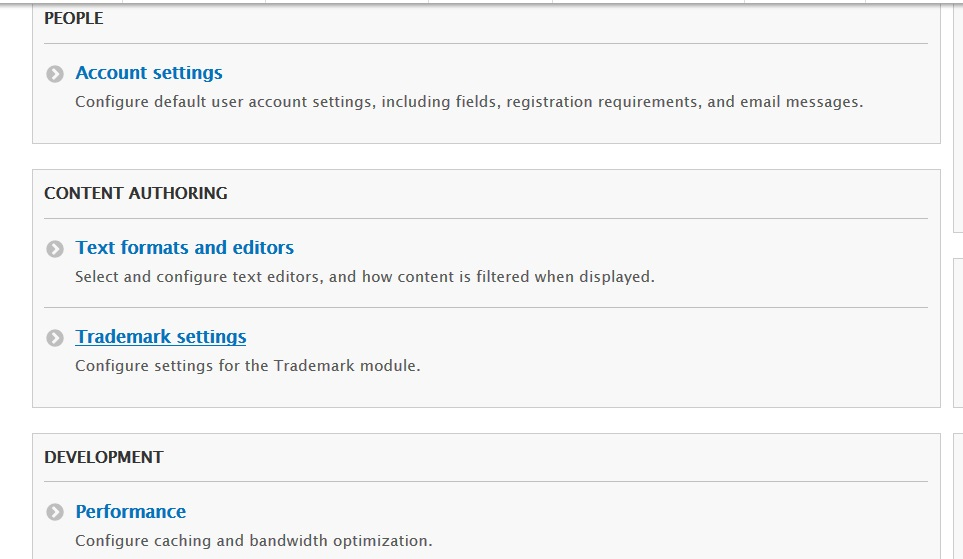 PEOPLE
Account settings
Configure default user account settings, including fields, registration requirements, and email messages.
CONTENT AUTHORING
Text formats and editors
Select and configure text editors, and how content is filtered when displayed.
Trademark settings
Configure settings for the Trademark module.
DEVELOPMENT
Performance
Configure caching and bandwidth optimization.